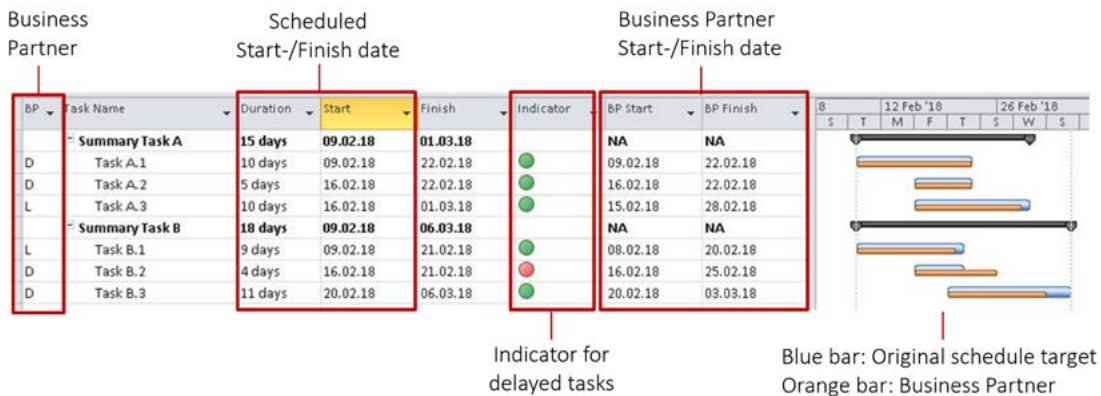 Business
Partner
Scheduled
Start-/Finish date
Business Partner
Start-/Finish date
BP Task Name Duration Start Finish Indicator BP Start BP Finish .8 12 Feb '18 26 Feb '18
S T M F T S W S
Summary Task A 15 days 09.02.18 01.03.18 NA NA
D Task A.1 10 days 09.02.18 22.02.18 09.02.18 22.02.18
D Task A.2 5 days 16.02.18 22.02.18 16.02.18 22.02.18
L Task A.3 10 days 16.02.18 01.03.18 15.02.18 28.02.18
Summary Task B 18 days 09.02.18 06.03.18 NA NA
L Task B.1 9 days 09.02.18 21.02.18 08.02.18 20.02.18
D Task B.2 4 days 16.02.18 21.02.18 16.02.18 25.02.18
D Task B.3 11 days 20.02.18 06.03.18 20.02.18 03.03.18
Indicator for
delayed tasks
Blue bar: Original schedule target
Orange bar: Business Partner